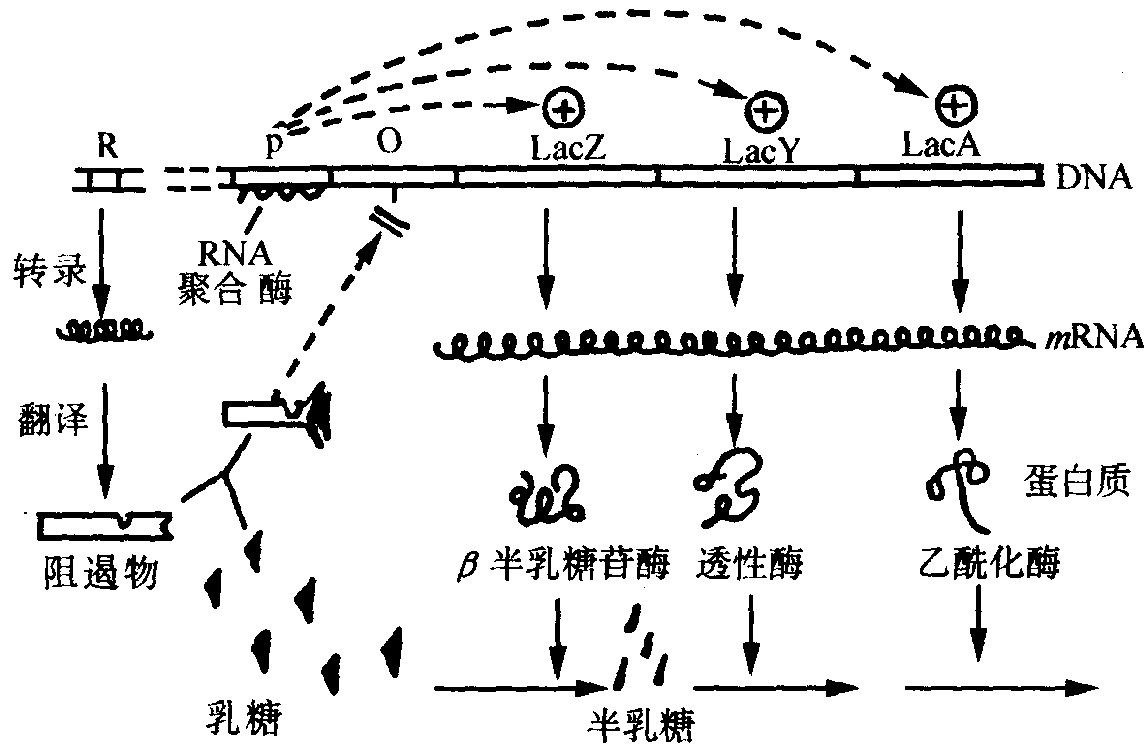 R
p
O
LacZ
LacY
LacA
DNA
RNA
聚合酶
转录
mRNA
翻译
蛋白质
阻遏物
β半乳糖苷酶
透性酶
乙酰化酶
乳糖
半乳糖